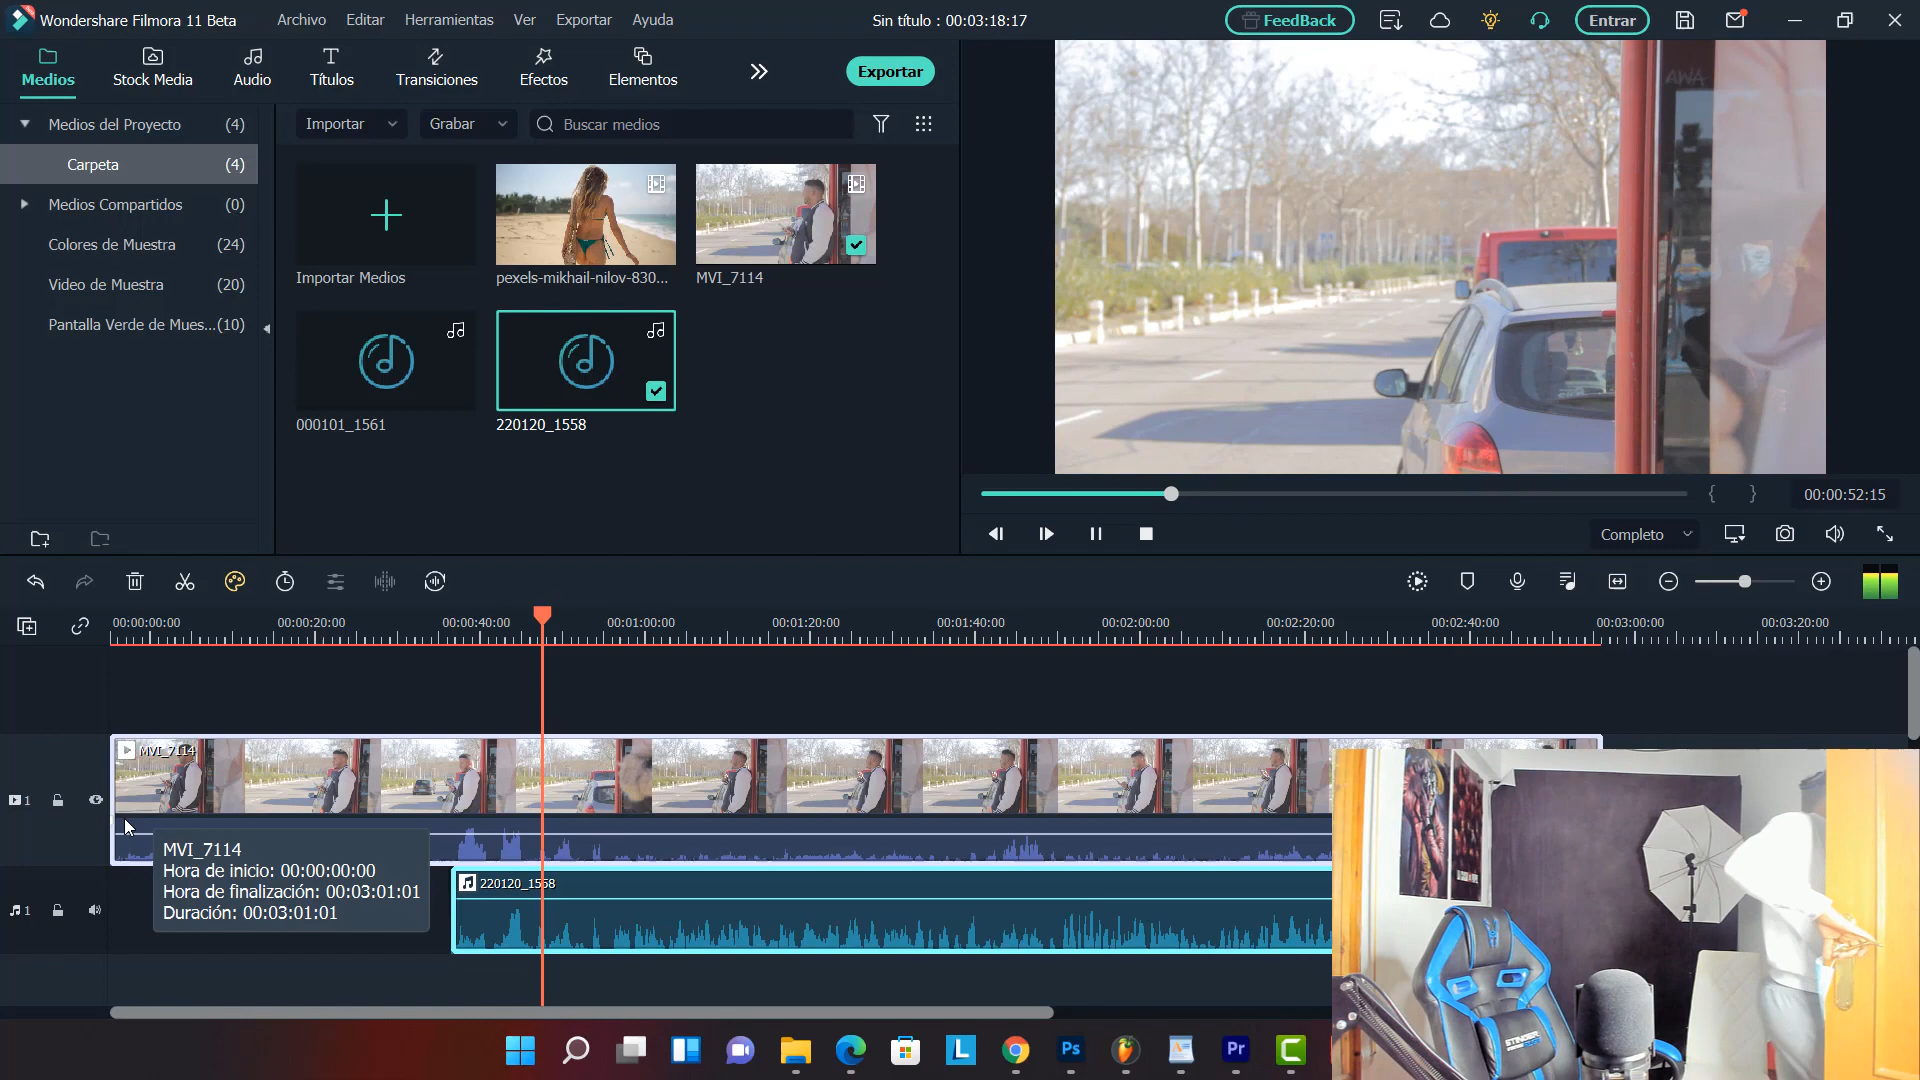 Wondershare Filmora 11 Beta
Archivo
Editar
Herramientas
Ver
Exportar
Ayuda
Sin título : 00:03:18:17
FeedBack
Entrar
Medios
Stock Media
Audio
Títulos
Transiciones
Efectos
Elementos
Exportar
Medios del Proyecto (4)
Carpeta (4)
Medios Compartidos (0)
Colores de Muestra (24)
Video de Muestra (20)
Pantalla Verde de Mues...(10)
Importar
Grabar
Buscar medios
Importar Medios
pexels-mikhail-nilov-830...
MVI_7114
000101_1561
220120_1558
{ }
00:00:52:15
Completo
00:00:00:00
00:00:20:00
00:00:40:00
00:01:00:00
00:01:20:00
00:01:40:00
00:02:00:00
00:02:20:00
00:02:40:00
00:03:00:00
00:03:20:00
MVI_7114
1
MVI_7114
Hora de inicio: 00:00:00:00
Hora de finalización: 00:03:01:01
Duración: 00:03:01:01
220120_1558
1
L
Ps
Pr
C